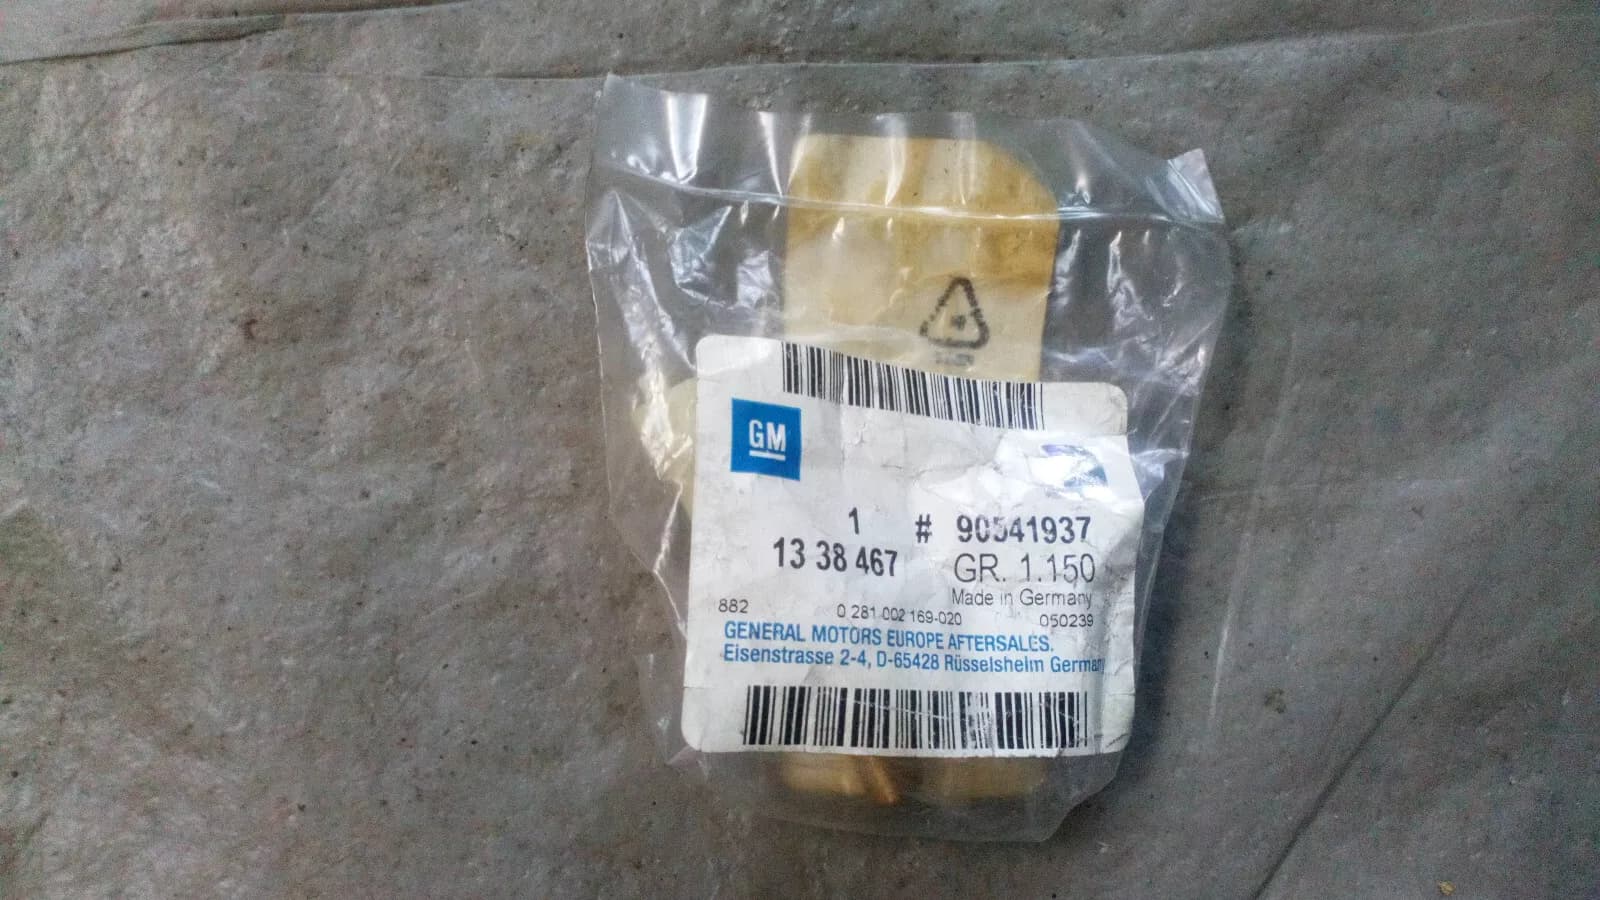 GM
1 # 90541937
13 38 467 GR. 1.150
Made in Germany
882 0 281 002 169-020 050239
GENERAL MOTORS EUROPE AFTERSALES.
Eisenstrasse 2-4, D-65428 Rüsselsheim Germany